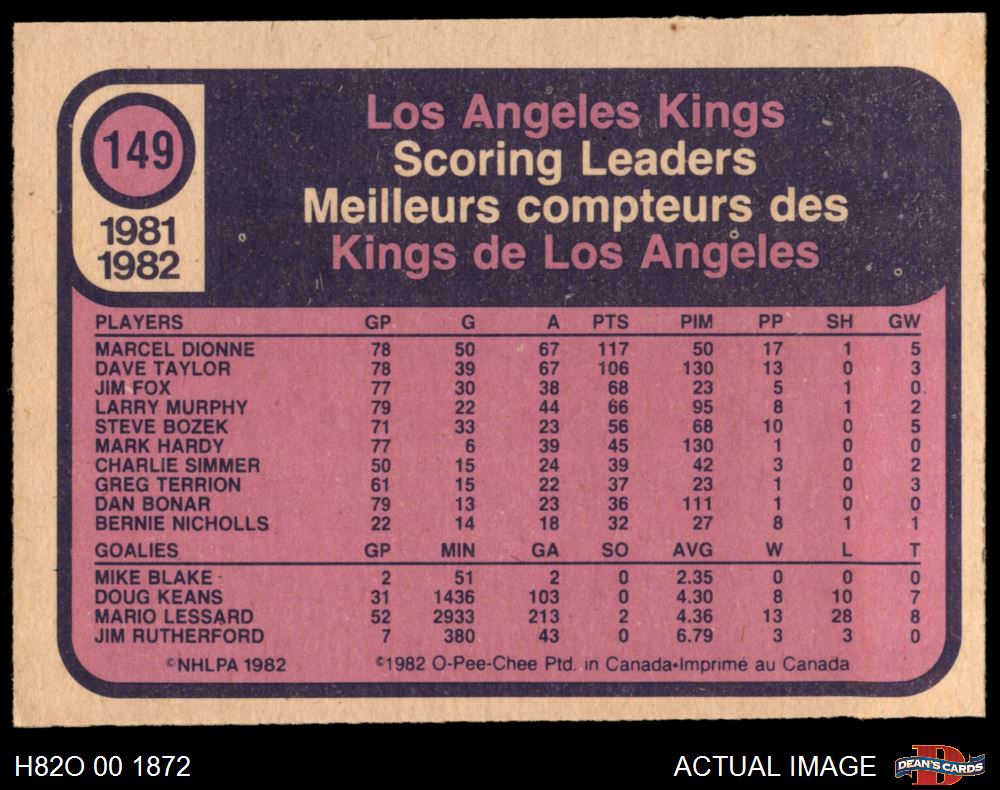 149
1981
1982
Los Angeles Kings
Scoring Leaders
Meilleurs compteurs des
Kings de Los Angeles
PLAYERS GP G A PTS PIM PP SH GW
MARCEL DIONNE 78 50 67 117 50 17 1 5
DAVE TAYLOR 78 39 67 106 130 13 0 3
JIM FOX 77 30 38 68 23 5 1 0
LARRY MURPHY 79 22 44 66 95 8 1 2
STEVE BOZEK 71 33 23 56 68 10 0 5
MARK HARDY 77 6 39 45 130 1 0 0
CHARLIE SIMMER 50 15 24 39 42 3 0 2
GREG TERRION 61 15 22 37 23 1 0 3
DAN BONAR 79 13 23 36 111 1 0 0
BERNIE NICHOLLS 22 14 18 32 27 8 1 1
GOALIES GP MIN GA SO AVG W L T
MIKE BLAKE 2 51 2 0 2.35 0 0 0
DOUG KEANS 31 1436 103 0 4.30 8 10 7
MARIO LESSARD 52 2933 213 2 4.36 13 28 8
JIM RUTHERFORD 7 380 43 0 6.79 3 3 0
©NHLPA 1982 ©1982 O-Pee-Chee Ptd. in Canada•Imprimé au Canada
H82O 00 1872 ACTUAL IMAGE DEAN'S CARDS